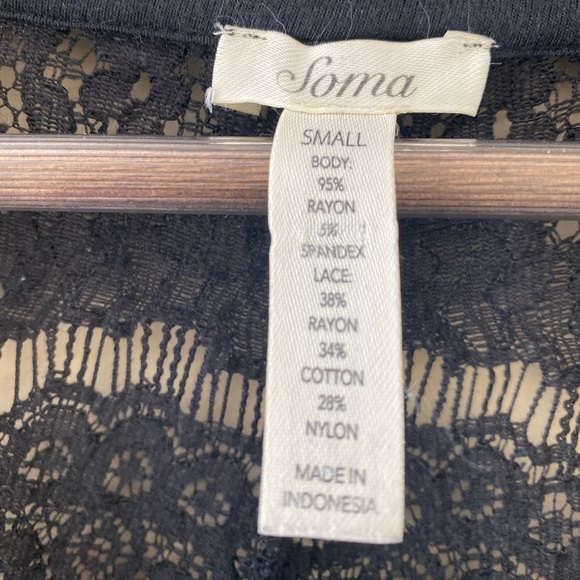 Soma
SMALL
BODY:
95%
RAYON
5%
SPANDEX
LACE:
38%
RAYON
34%
COTTON
28%
NYLON
MADE IN
INDONESIA